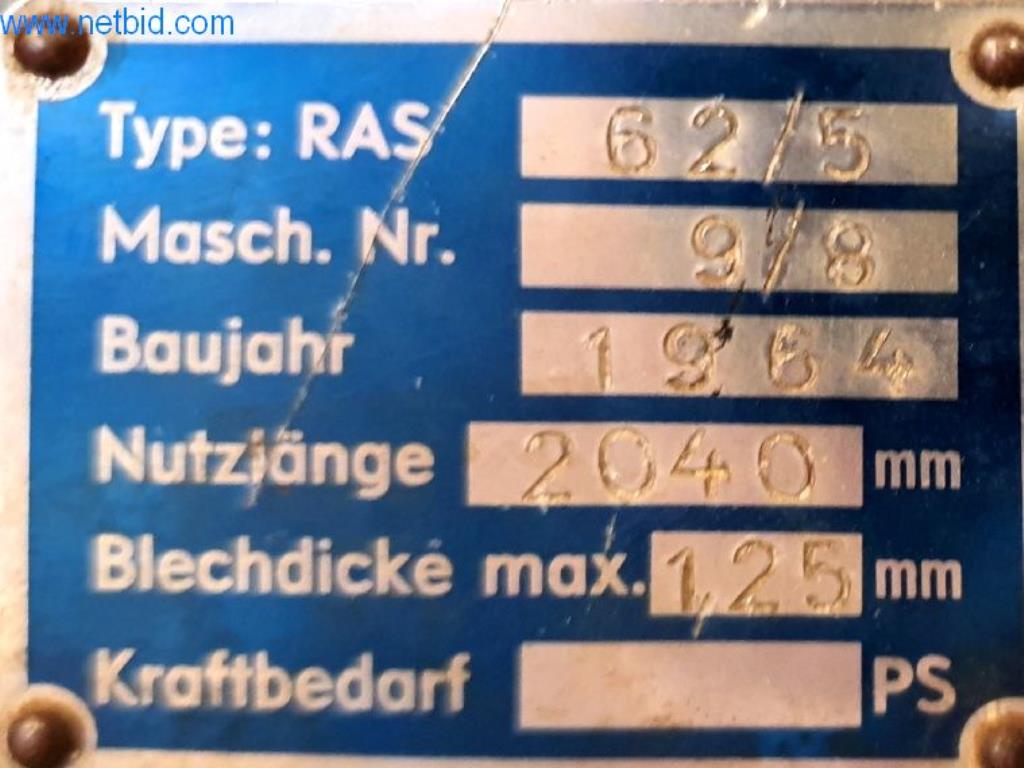 www.netbid.com
Type: RAS 62/5
Masch. Nr. 9/8
Baujahr 1964
Nutzlänge 2040 mm
Blechdicke max. 1,25 mm
Kraftbedarf PS